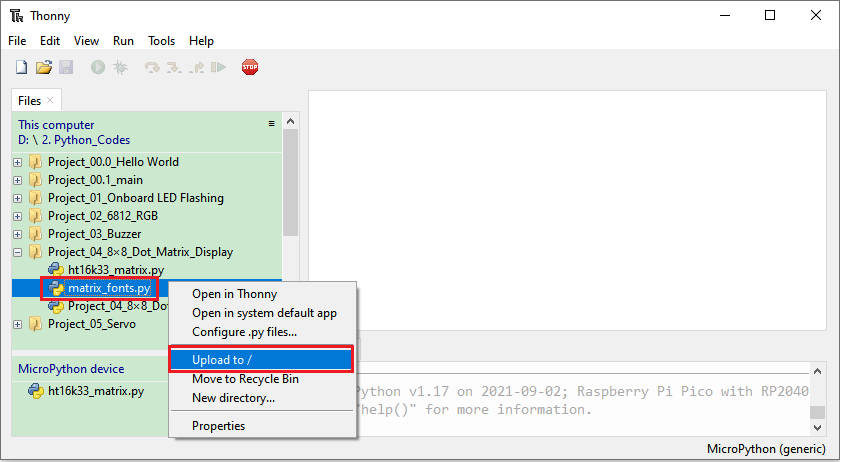 Thonny
File Edit View Run Tools Help
STOP
Files
This computer
D: \ 2. Python_Codes
Project_00.0_Hello World
Project_00.1_main
Project_01_Onboard LED Flashing
Project_02_6812_RGB
Project_03_Buzzer
Project_04_8×8_Dot_Matrix_Display
ht16k33_matrix.py
matrix_fonts.py
Project_04_8×8_Dot
Project_05_Servo
Open in Thonny
Open in system default app
Configure .py files...
Upload to /
Move to Recycle Bin
New directory...
Properties
MicroPython device
ht16k33_matrix.py
Python v1.17 on 2021-09-02; Raspberry Pi Pico with RP2040
"help()" for more information.
MicroPython (generic)